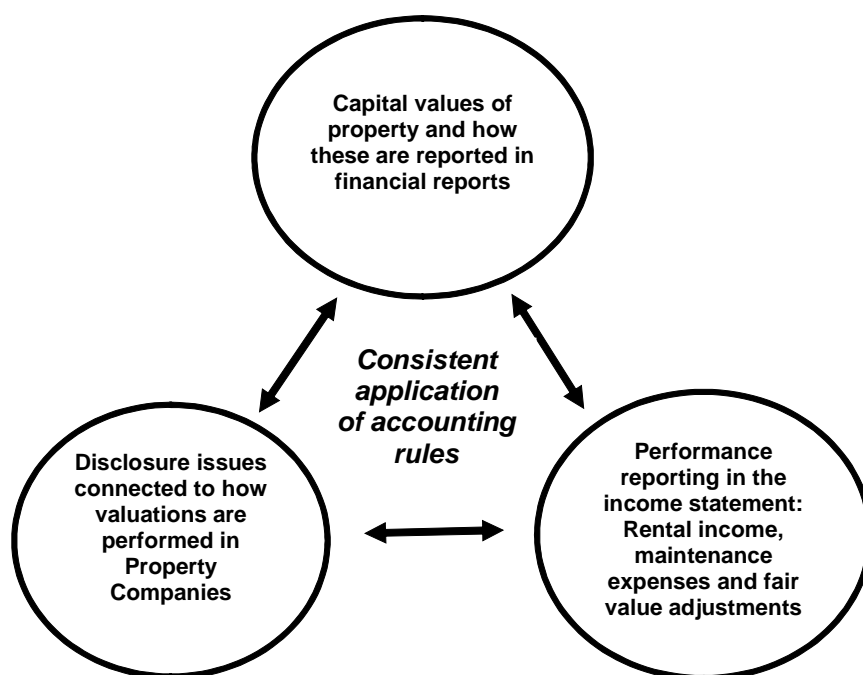 Capital values of
property and how
these are reported in
financial reports
Consistent
application
of accounting
rules
Disclosure issues
connected to how
valuations are
performed in
Property
Companies
Performance
reporting in the
income statement:
Rental income,
maintenance
expenses and fair
value adjustments